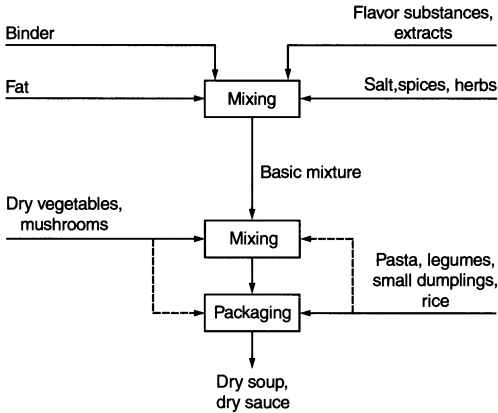 Flavor substances,
extracts
Binder
Fat
Mixing
Salt,spices, herbs
Basic mixture
Dry vegetables,
mushrooms
Mixing
Pasta, legumes,
small dumplings,
rice
Packaging
Dry soup,
dry sauce